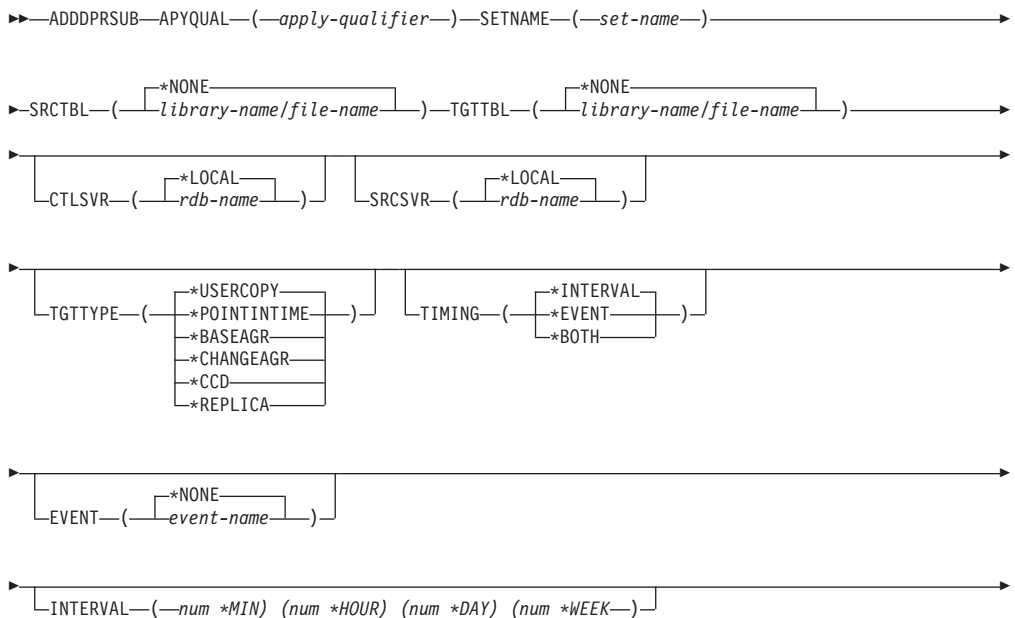 ADDDPRSUB APYQUAL ( apply-qualifier ) SETNAME ( set-name )
*NONE *NONE
SRCTBL ( library-name/file-name ) TGTTBL ( library-name/file-name )
*LOCAL *LOCAL
CTLSVR ( rdb-name ) SRCSVR ( rdb-name )
*USERCOPY *INTERVAL
TGTTYPE ( *POINTINTIME ) TIMING ( *EVENT )
*BASEAGR *BOTH
*CHANGEAGR
*CCD
*REPLICA
*NONE
EVENT ( event-name )
INTERVAL ( num *MIN) (num *HOUR) (num *DAY) (num *WEEK )